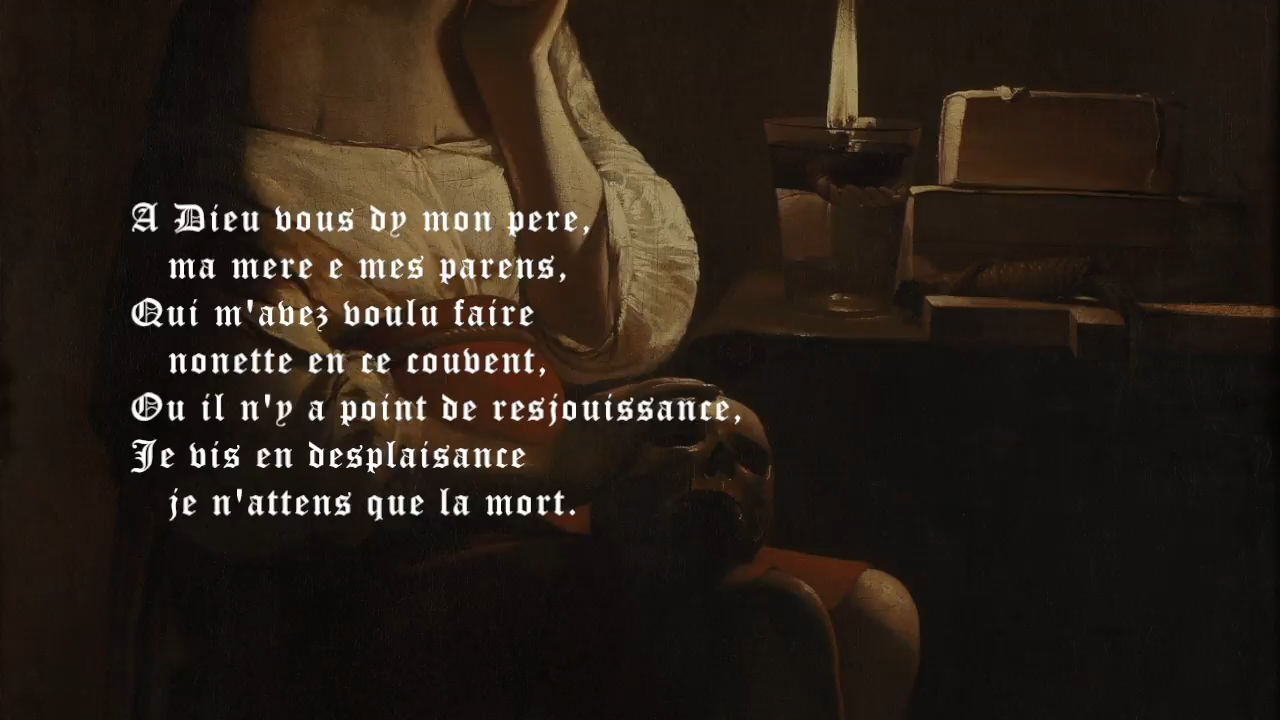 A Dieu vous dy mon pere,
ma mere e mes parens,
Qui m'avez voulu faire
nonette en ce couvent,
Ou il n'y a point de resjouissance,
Je vis en desplaisance
je n'attens que la mort.